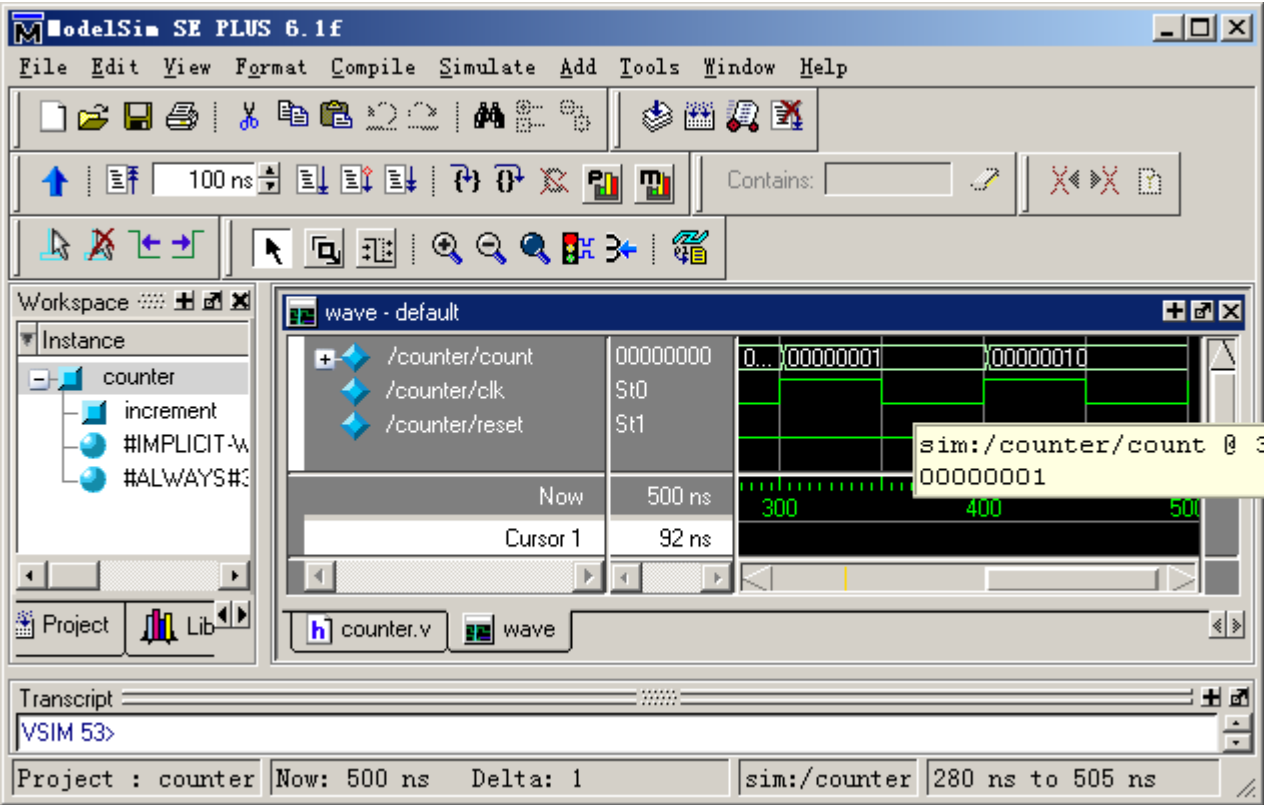 ModelSim SE PLUS 6.1f
File Edit View Format Compile Simulate Add Tools Window Help
100 ns
Contains:
Workspace
wave - default
Instance
counter
increment
#IMPLICIT-W
#ALWAYS#3
/counter/count 00000000 0... 00000001 00000010
/counter/clk St0
/counter/reset St1
sim:/counter/count @ 3
00000001
Now 500 ns
300 400 500
Cursor 1 92 ns
Project Lib
counter.v wave
Transcript
VSIM 53>
Project : counter Now: 500 ns Delta: 1 sim:/counter 280 ns to 505 ns